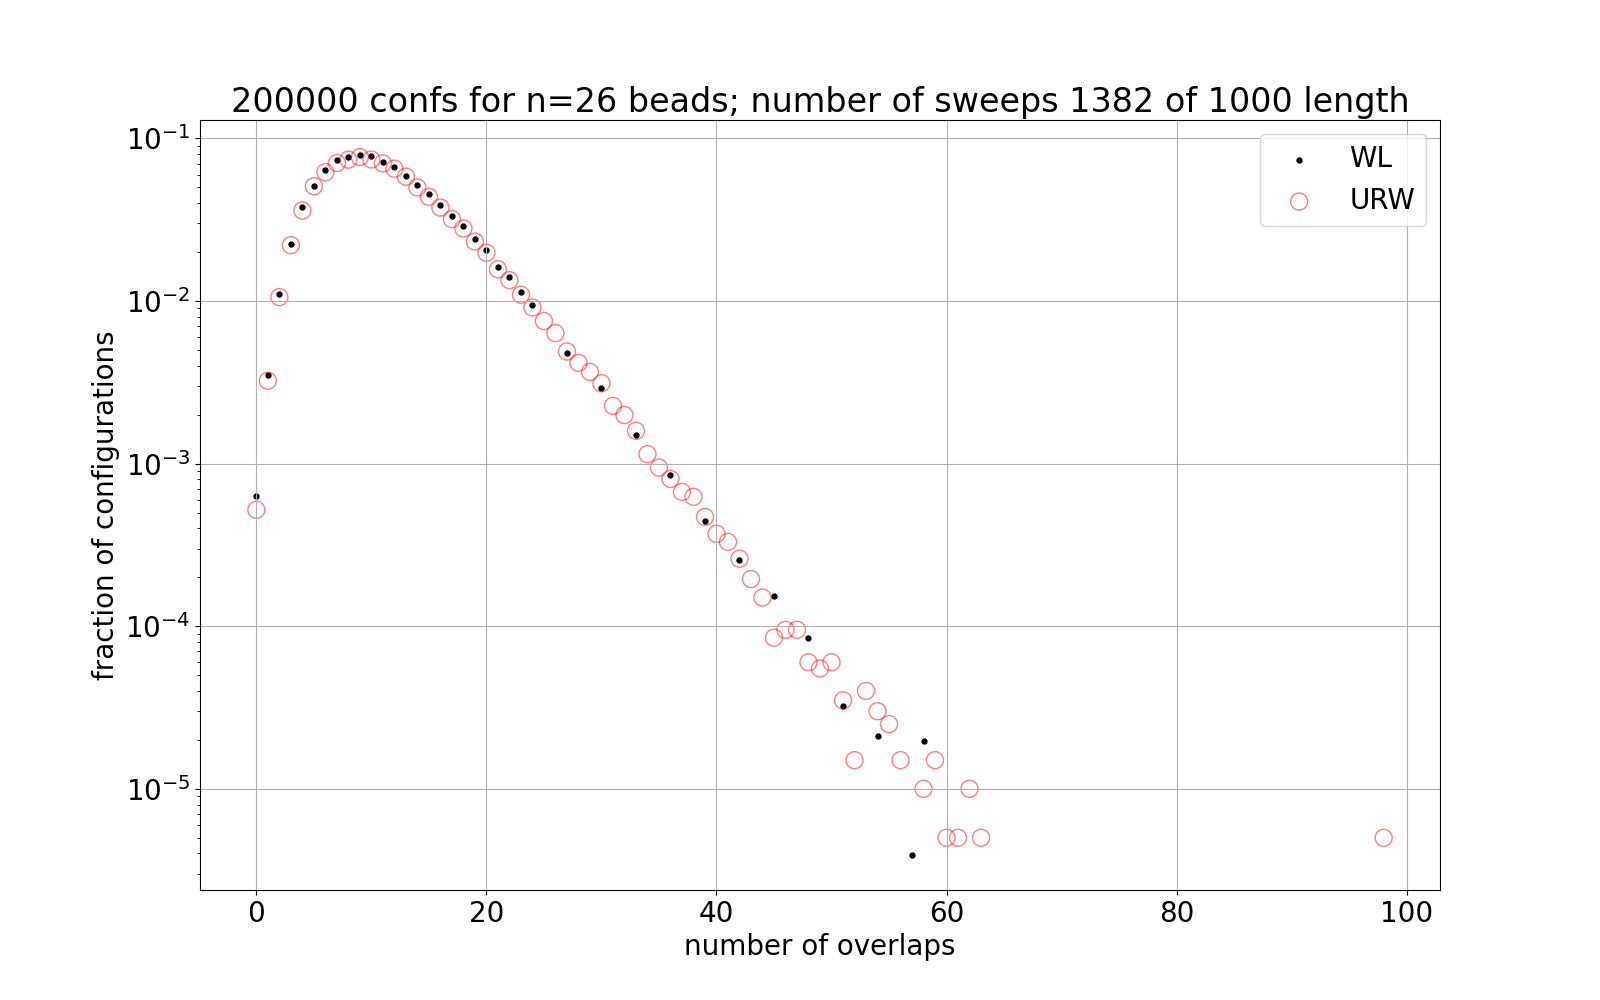 200000 confs for n=26 beads; number of sweeps 1382 of 1000 length
WL
URW
fraction of configurations
10⁻¹
10⁻²
10⁻³
10⁻⁴
10⁻⁵
0 20 40 60 80 100
number of overlaps